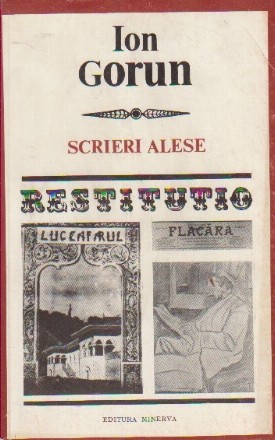 Ion
Gorun
SCRIERI ALESE
RESTITUTIO
LUCEAFARUL
FLACĂRA
EDITURA MINERVA